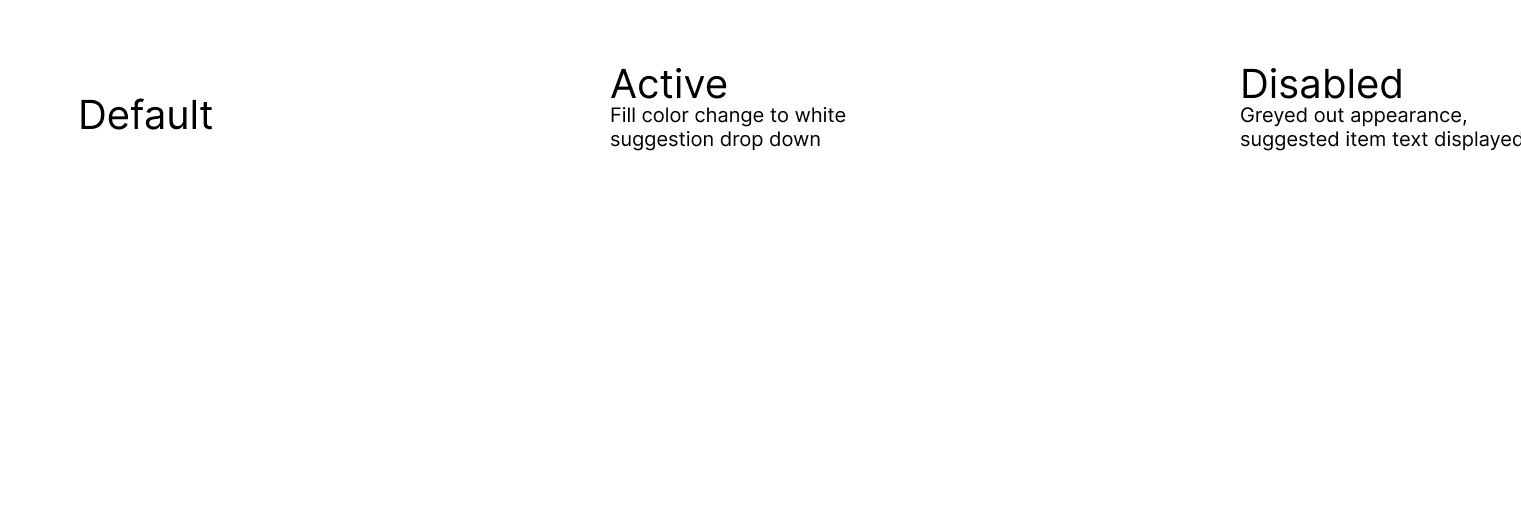 Default
Active
Fill color change to white
suggestion drop down
Disabled
Greyed out appearance,
suggested item text displayed